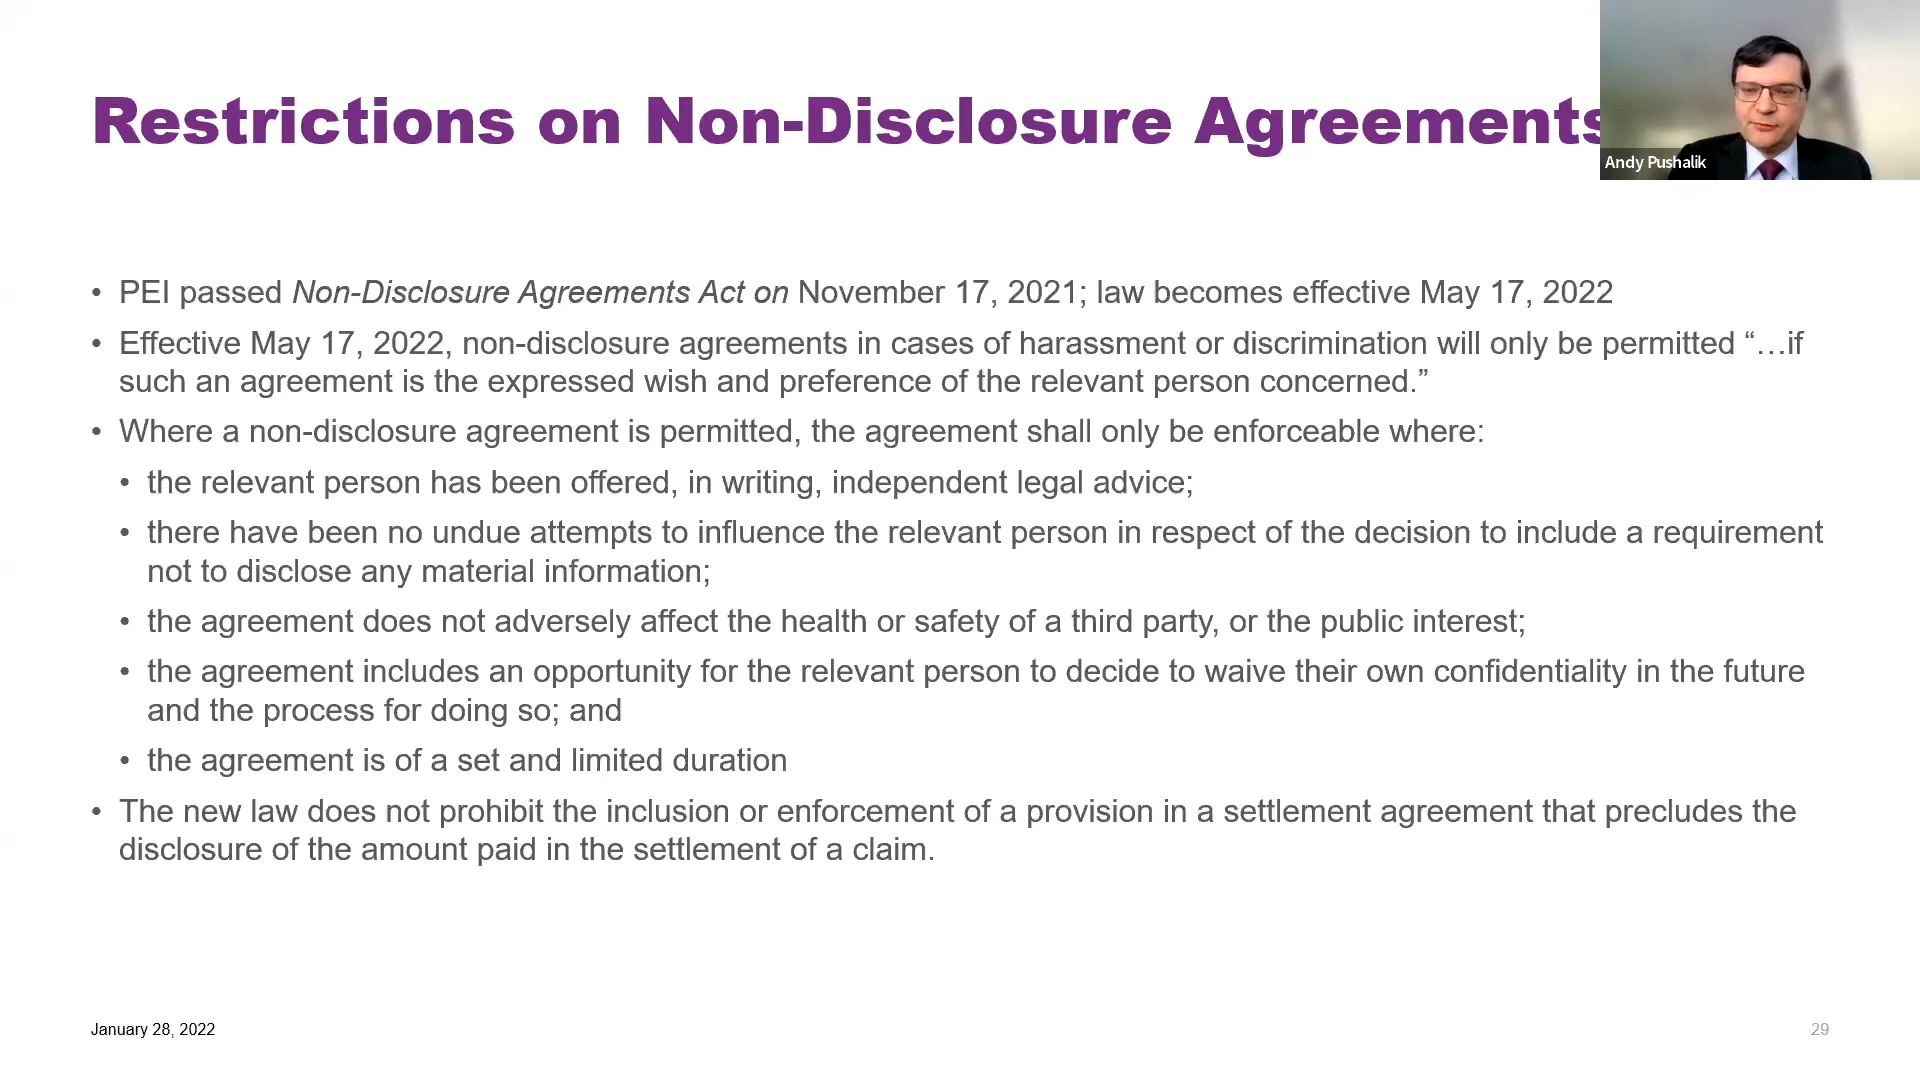 Restrictions on Non-Disclosure Agreements
Andy Pushalik
• PEI passed Non-Disclosure Agreements Act on November 17, 2021; law becomes effective May 17, 2022
• Effective May 17, 2022, non-disclosure agreements in cases of harassment or discrimination will only be permitted “…if
such an agreement is the expressed wish and preference of the relevant person concerned.”
• Where a non-disclosure agreement is permitted, the agreement shall only be enforceable where:
• the relevant person has been offered, in writing, independent legal advice;
• there have been no undue attempts to influence the relevant person in respect of the decision to include a requirement
not to disclose any material information;
• the agreement does not adversely affect the health or safety of a third party, or the public interest;
• the agreement includes an opportunity for the relevant person to decide to waive their own confidentiality in the future
and the process for doing so; and
• the agreement is of a set and limited duration
• The new law does not prohibit the inclusion or enforcement of a provision in a settlement agreement that precludes the
disclosure of the amount paid in the settlement of a claim.
January 28, 2022
29